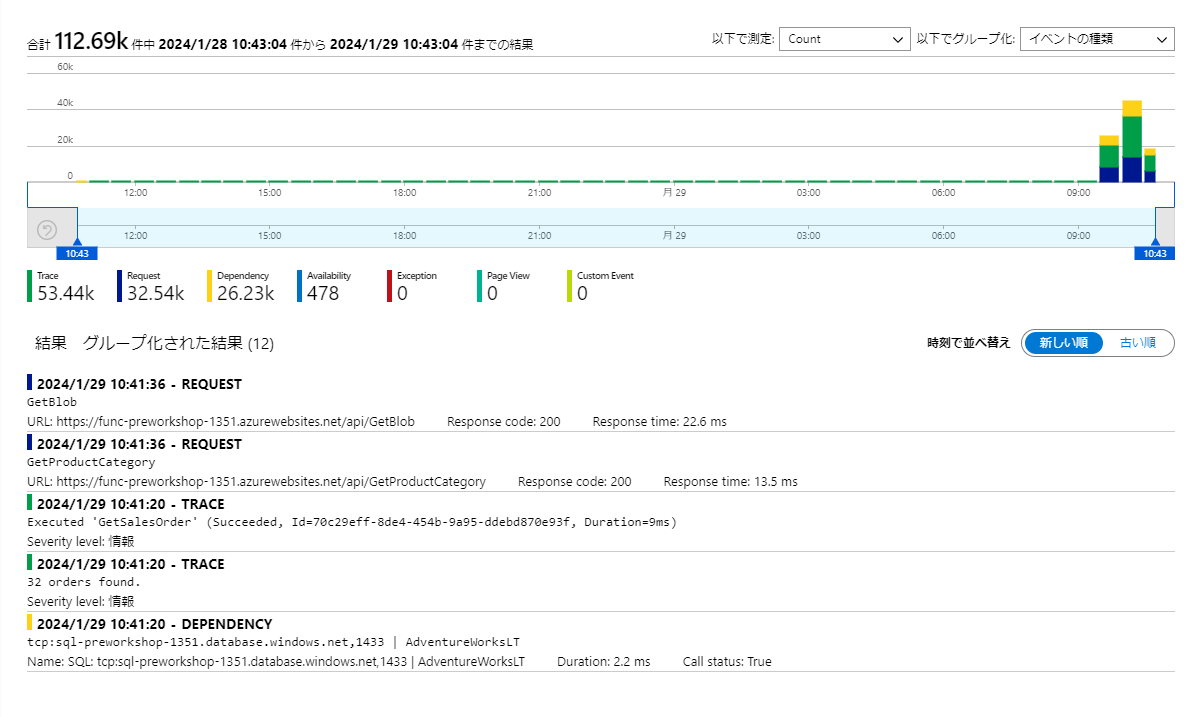 合計 112.69k 件中 2024/1/28 10:43:04 件から 2024/1/29 10:43:04 件までの結果
以下で測定: Count 以下でグループ化: イベントの種類
60k
40k
20k
0
12:00 15:00 18:00 21:00 月 29 03:00 06:00 09:00
12:00 15:00 18:00 21:00 月 29 03:00 06:00 09:00
10:43 10:43
Trace Request Dependency Availability Exception Page View Custom Event
53.44k 32.54k 26.23k 478 0 0 0
結果 グループ化された結果 (12)
時刻で並べ替え 新しい順 古い順
2024/1/29 10:41:36 - REQUEST
GetBlob
URL: https://func-preworkshop-1351.azurewebsites.net/api/GetBlob Response code: 200 Response time: 22.6 ms
2024/1/29 10:41:36 - REQUEST
GetProductCategory
URL: https://func-preworkshop-1351.azurewebsites.net/api/GetProductCategory Response code: 200 Response time: 13.5 ms
2024/1/29 10:41:20 - TRACE
Executed 'GetSalesOrder' (Succeeded, Id=70c29eff-8de4-454b-9a95-ddebd870e93f, Duration=9ms)
Severity level: 情報
2024/1/29 10:41:20 - TRACE
32 orders found.
Severity level: 情報
2024/1/29 10:41:20 - DEPENDENCY
tcp:sql-preworkshop-1351.database.windows.net,1433 | AdventureWorksLT
Name: SQL: tcp:sql-preworkshop-1351.database.windows.net,1433 | AdventureWorksLT Duration: 2.2 ms Call status: True